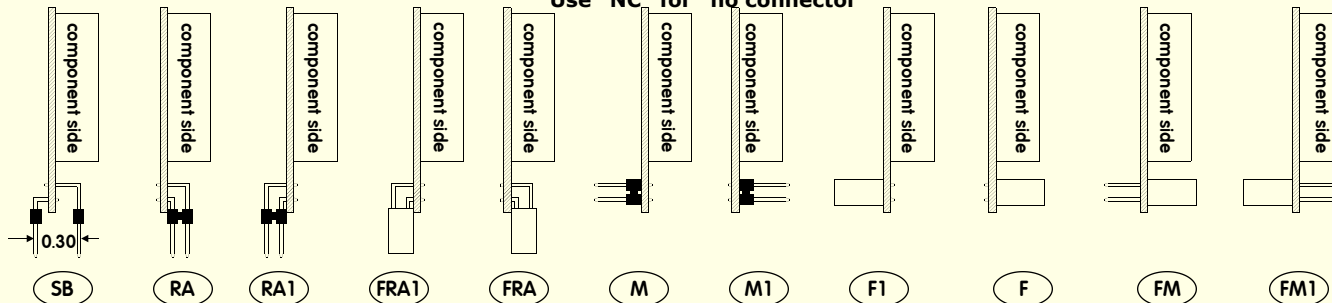 Use "NC" for "no connector"
component side component side component side component side component side component side component side component side component side component side component side
0.30
SB RA RA1 FRA1 FRA M M1 F1 F FM FM1